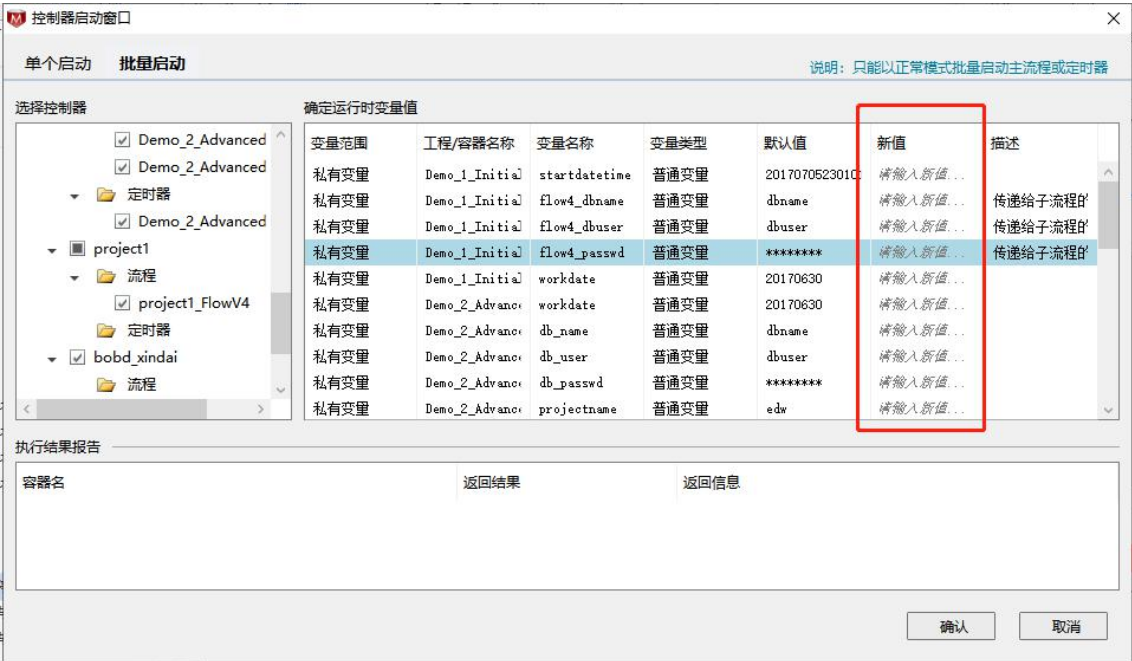 控制器启动窗口
单个启动 批量启动
说明：只能以正常模式批量启动主流程或定时器
选择控制器
Demo_2_Advanced
Demo_2_Advanced
定时器
Demo_2_Advanced
project1
流程
project1_FlowV4
定时器
bobd_xindai
流程
确定运行时变量值
变量范围 工程/容器名称 变量名称 变量类型 默认值 新值 描述
私有变量 Demo_1_Initial startdatetime 普通变量 2017070523010 请输入新值...
私有变量 Demo_1_Initial flow4_dbname 普通变量 dbname 请输入新值... 传递给子流程的
私有变量 Demo_1_Initial flow4_dbuser 普通变量 dbuser 请输入新值... 传递给子流程的
私有变量 Demo_1_Initial flow4_passwd 普通变量 ******** 请输入新值... 传递给子流程的
私有变量 Demo_1_Initial workdate 普通变量 20170630 请输入新值...
私有变量 Demo_2_Advance workdate 普通变量 20170630 请输入新值...
私有变量 Demo_2_Advance db_name 普通变量 dbname 请输入新值...
私有变量 Demo_2_Advance db_user 普通变量 dbuser 请输入新值...
私有变量 Demo_2_Advance db_passwd 普通变量 ******** 请输入新值...
私有变量 Demo_2_Advance projectname 普通变量 edw 请输入新值...
执行结果报告
容器名 返回结果 返回信息
确认 取消